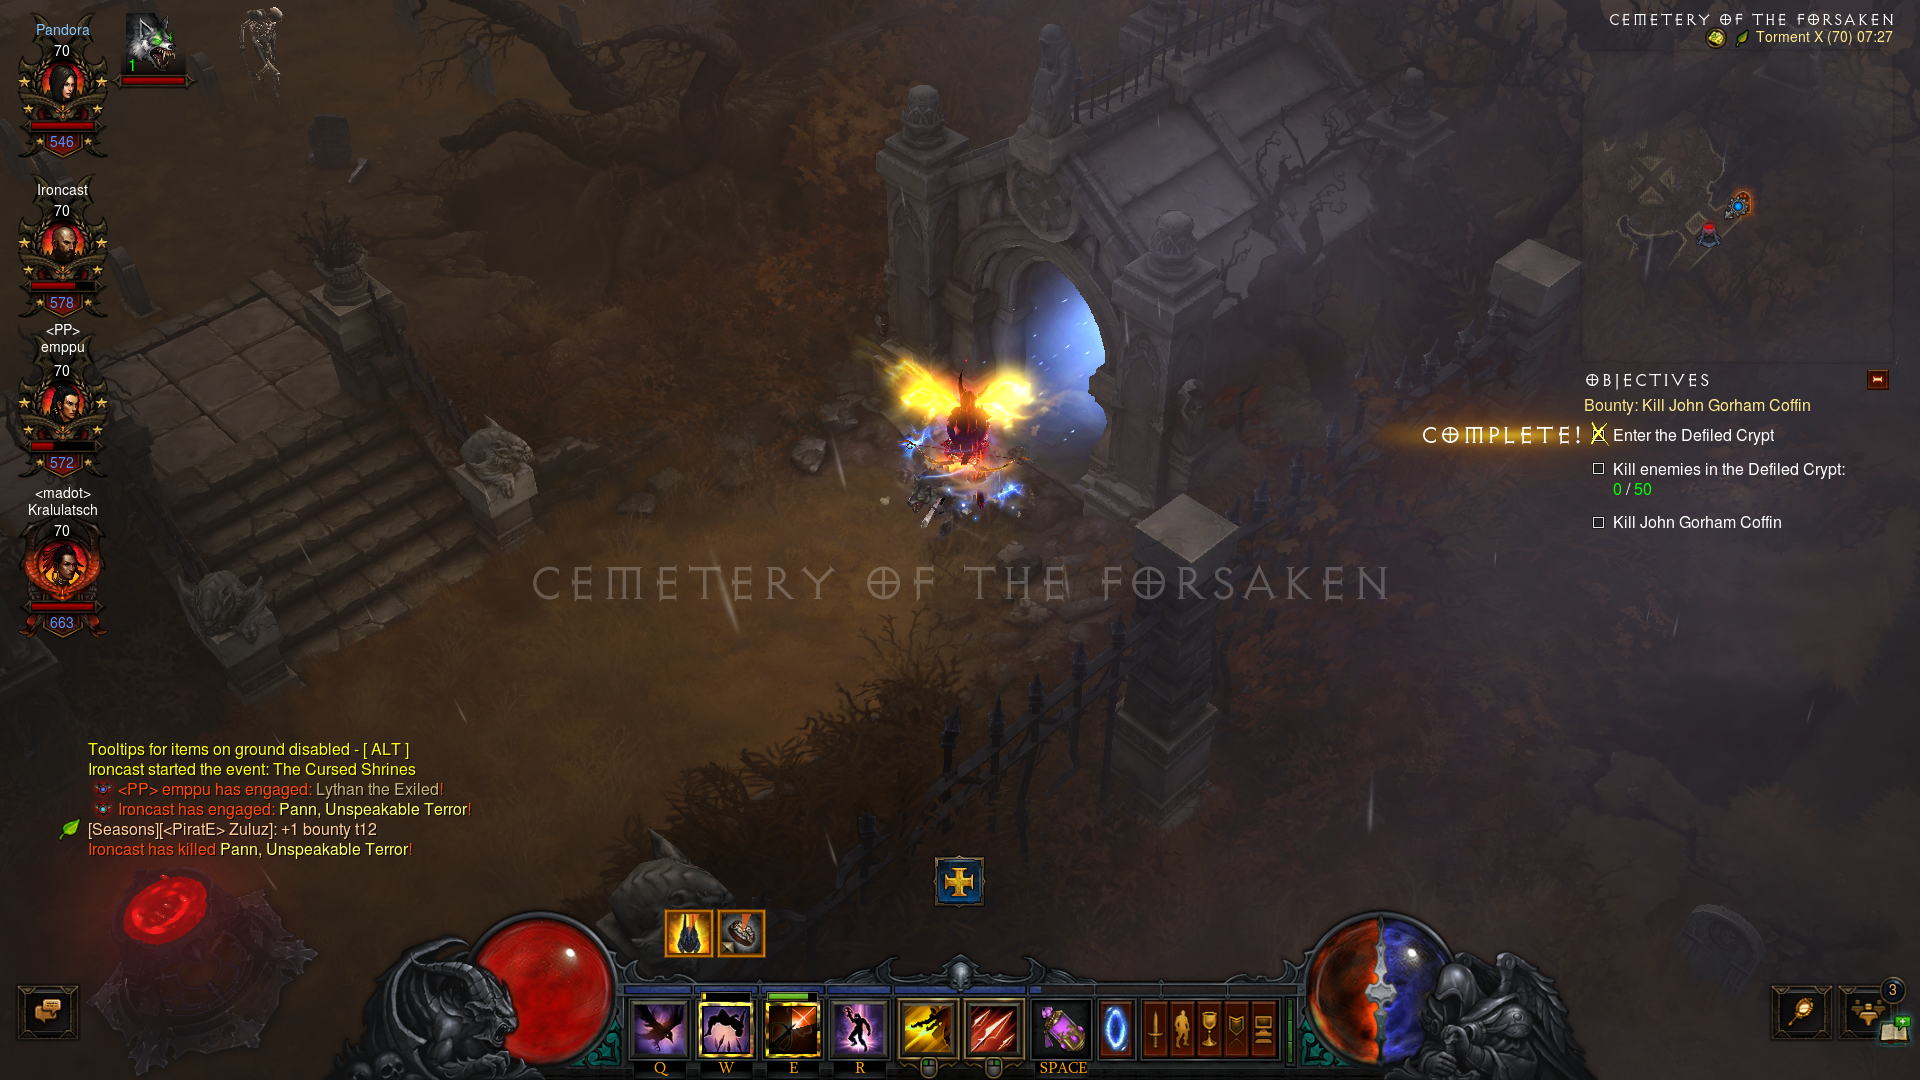 Pandora
70
1
546
Ironcast
70
578
<PP>
emppu
70
572
<madot>
Kralulatsch
70
663
CEMETERY OF THE FORSAKEN
Torment X (70) 07:27
OBJECTIVES
Bounty: Kill John Gorham Coffin
COMPLETE! Enter the Defiled Crypt
Kill enemies in the Defiled Crypt:
0 / 50
Kill John Gorham Coffin
CEMETERY OF THE FORSAKEN
Tooltips for items on ground disabled - [ ALT ]
Ironcast started the event: The Cursed Shrines
<PP> emppu has engaged: Lythan the Exiled!
Ironcast has engaged: Pann, Unspeakable Terror!
[Seasons][<PiratE> Zuluz]: +1 bounty t12
Ironcast has killed Pann, Unspeakable Terror!
Q W E R SPACE
3